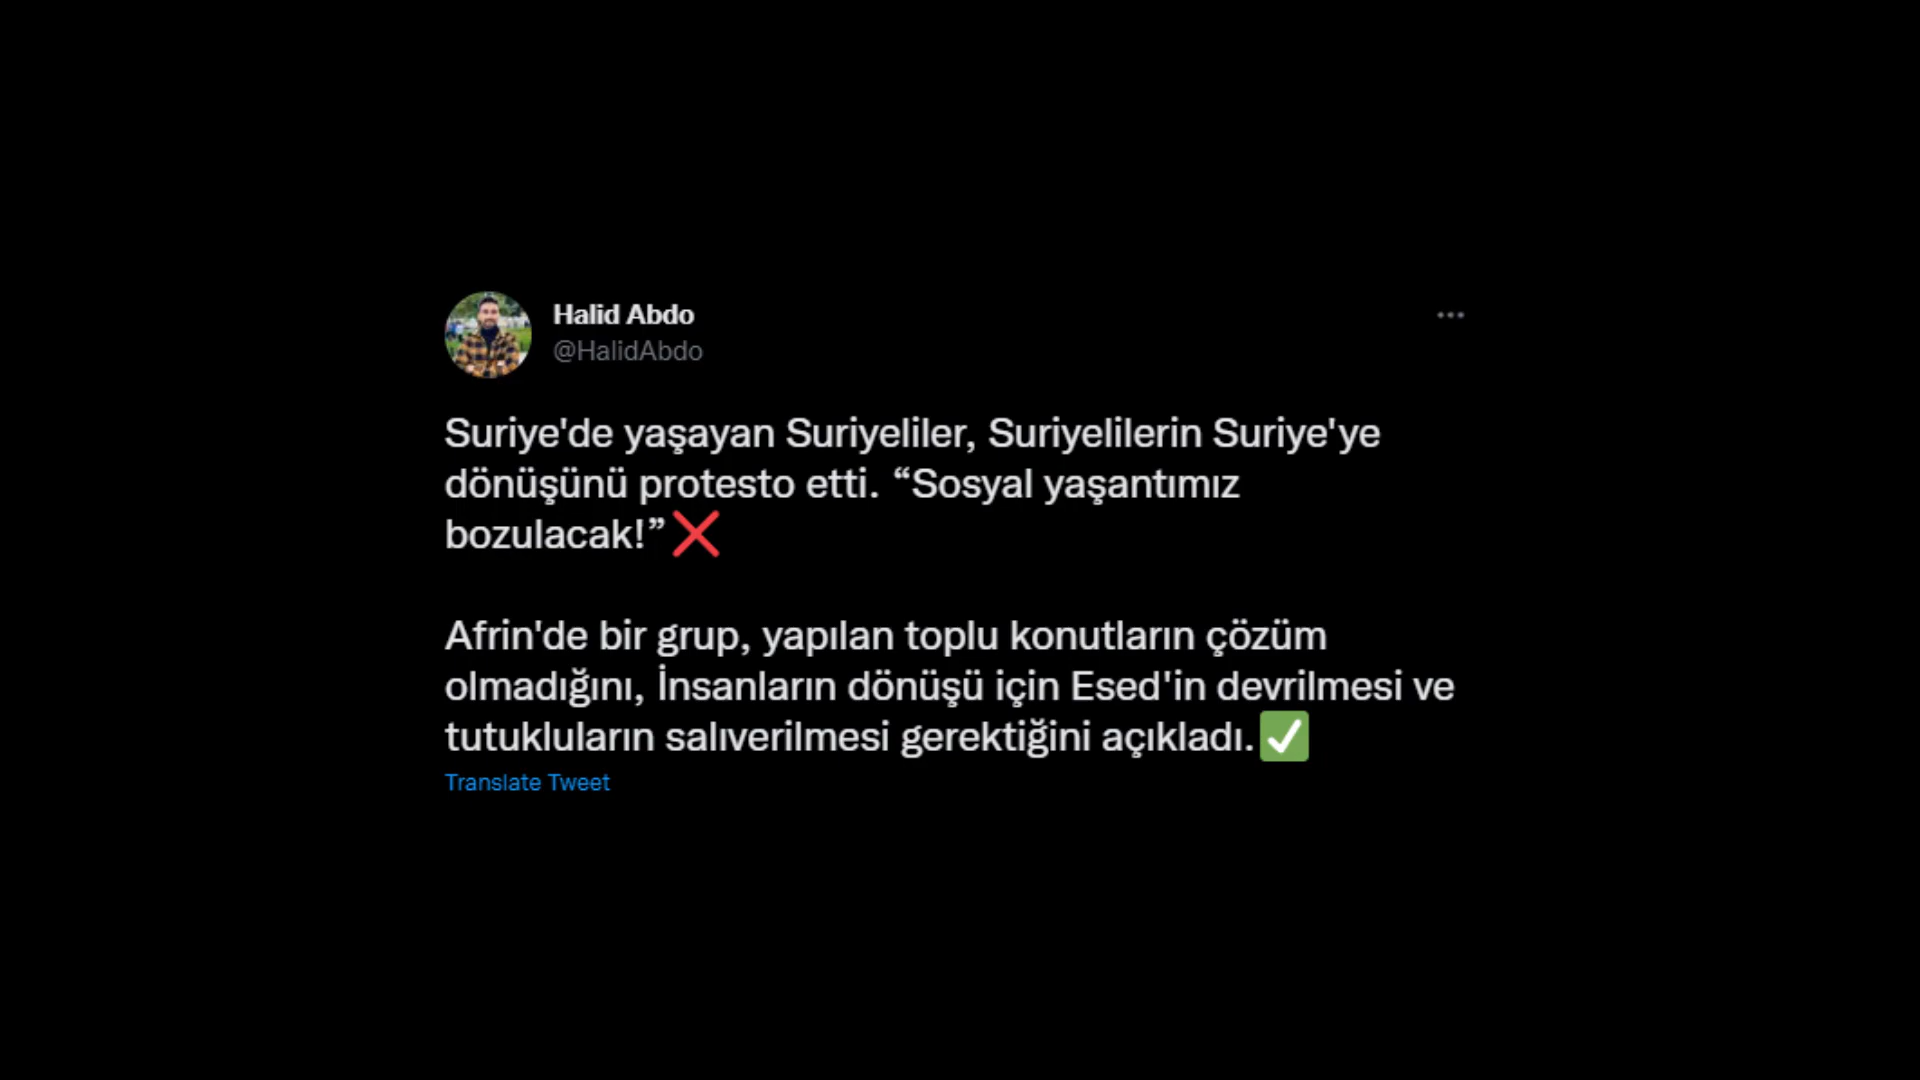 Halid Abdo
@HalidAbdo
Suriye'de yaşayan Suriyeliler, Suriyelilerin Suriye'ye
dönüşünü protesto etti. “Sosyal yaşantımız
bozulacak!”❌
Afrin'de bir grup, yapılan toplu konutların çözüm
olmadığını, İnsanların dönüşü için Esed'in devrilmesi ve
tutukluların salıverilmesi gerektiğini açıkladı.✅
Translate Tweet